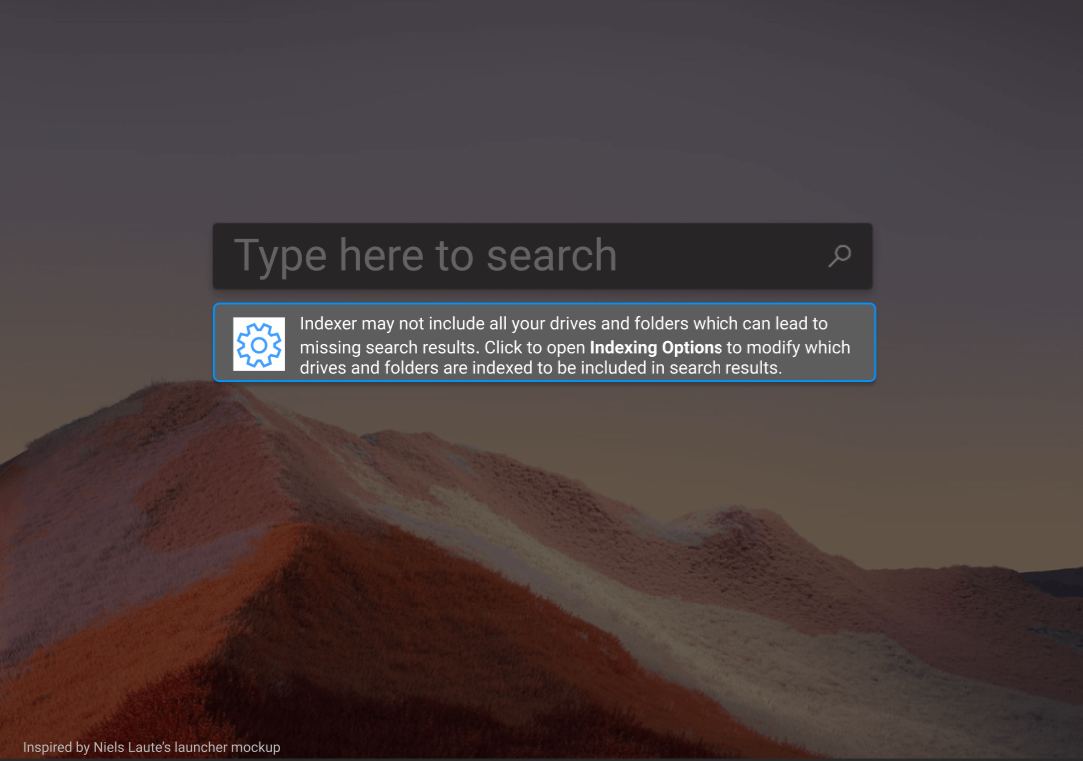 Type here to search
Indexer may not include all your drives and folders which can lead to
missing search results. Click to open Indexing Options to modify which
drives and folders are indexed to be included in search results.
Inspired by Niels Laute's launcher mockup